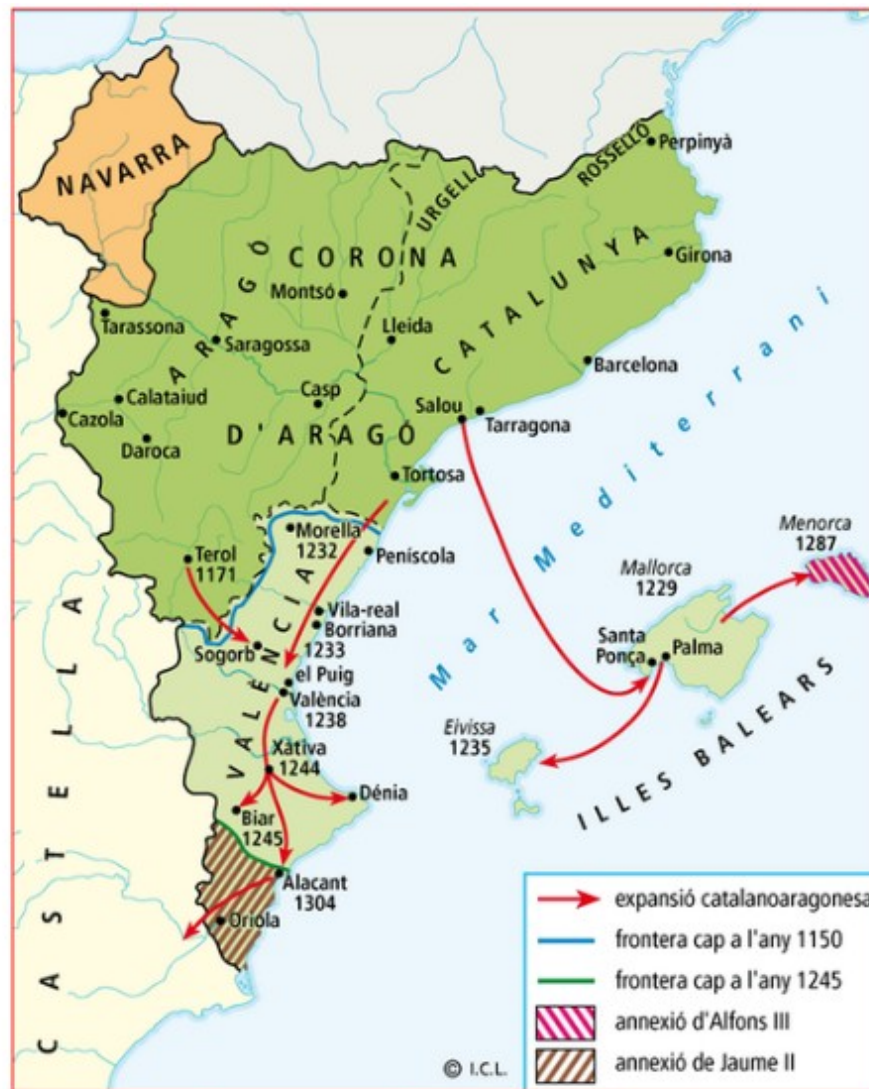 NAVARRA
ARAGÓ
CORONA
D'ARAGÓ
URGELL
ROSSELLÓ
CATALUNYA
Perpinyà
Girona
Montsó
Tarassona
Saragossa
Lleida
Barcelona
Calataiud
Casp
Salou
Cazola
Tarragona
Daroca
Tortosa
Mar Mediterrani
Morella
1232
Peníscola
Terol
1171
Menorca
1287
Mallorca
1229
VALÈNCIA
Vila-real
Borriana
1233
Sogorb
Santa
Ponça
Palma
el Puig
València
1238
Eivissa
1235
ILLES BALEARS
Xàtiva
1244
Dénia
Biar
1245
CASTELLA
Alacant
1304
Oriola
expansió catalanoaragonesa
frontera cap a l'any 1150
frontera cap a l'any 1245
annexió d'Alfons III
annexió de Jaume II
© I.C.L.